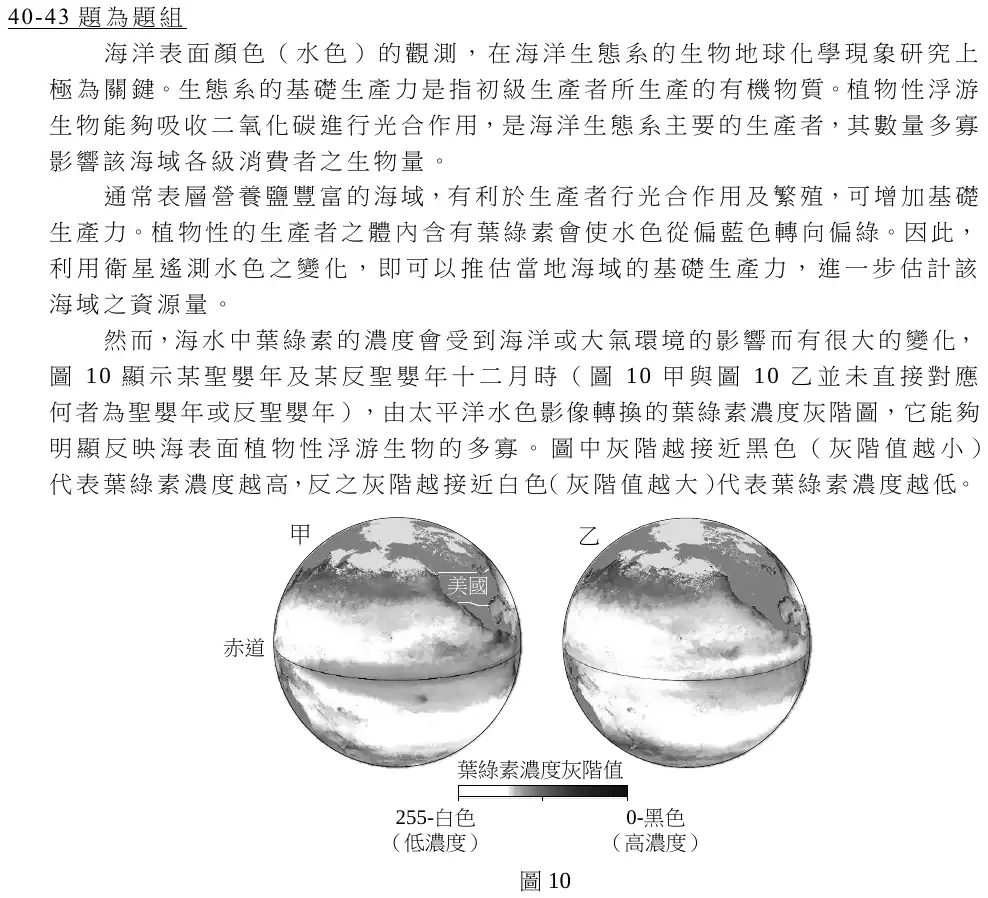 40-43 題為題組
海洋表面顏色（水色）的觀測，在海洋生態系的生物地球化學現象研究上
極為關鍵。生態系的基礎生產力是指初級生產者所生產的有機物質。植物性浮游
生物能夠吸收二氧化碳進行光合作用，是海洋生態系主要的生產者，其數量多寡
影響該海域各級消費者之生物量。
通常表層營養鹽豐富的海域，有利於生產者行光合作用及繁殖，可增加基礎
生產力。植物性的生產者之體內含有葉綠素會使水色從偏藍色轉向偏綠。因此，
利用衛星遙測水色之變化，即可以推估當地海域的基礎生產力，進一步估計該
海域之資源量。
然而，海水中葉綠素的濃度會受到海洋或大氣環境的影響而有很大的變化，
圖 10 顯示某聖嬰年及某反聖嬰年十二月時（圖 10 甲與圖 10 乙並未直接對應
何者為聖嬰年或反聖嬰年），由太平洋水色影像轉換的葉綠素濃度灰階圖，它能夠
明顯反映海表面植物性浮游生物的多寡。圖中灰階越接近黑色（灰階值越小）
代表葉綠素濃度越高，反之灰階越接近白色（灰階值越大）代表葉綠素濃度越低。
甲
乙
美國
赤道
葉綠素濃度灰階值
255-白色
（低濃度）
0-黑色
（高濃度）
圖 10